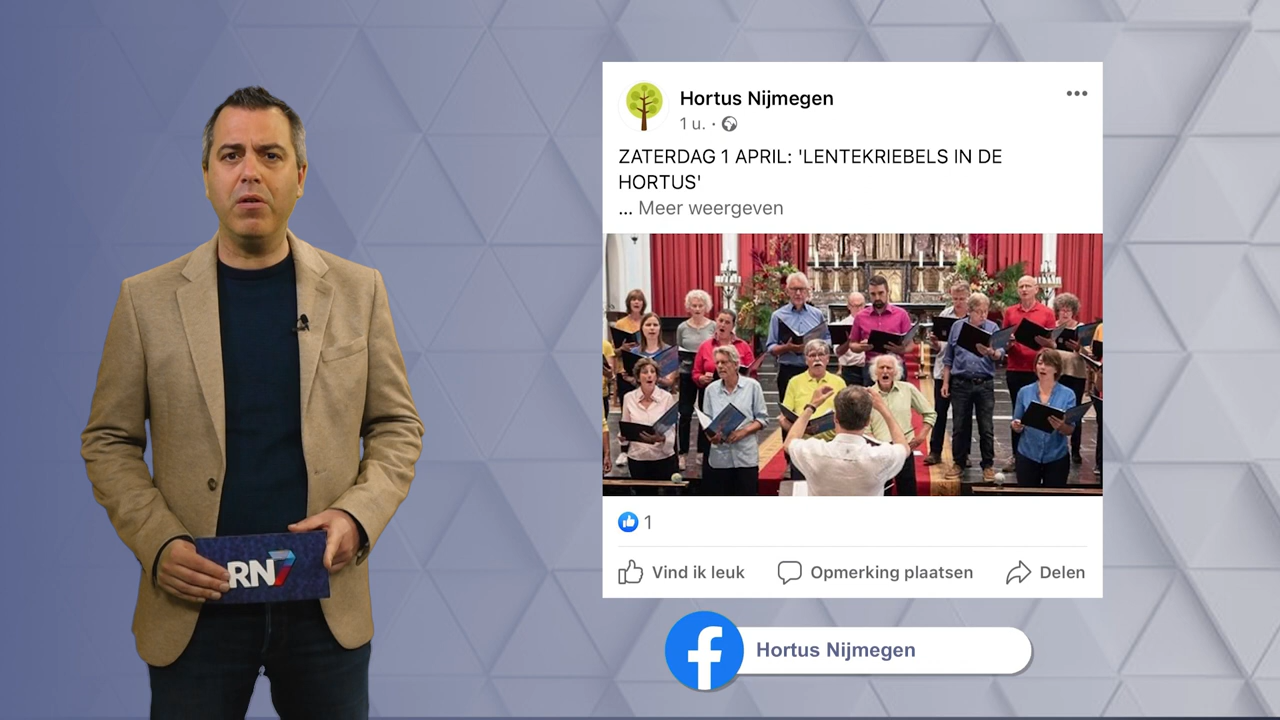 Hortus Nijmegen
1 u. ·
ZATERDAG 1 APRIL: 'LENTEKRIEBELS IN DE
HORTUS'
... Meer weergeven
1
Vind ik leuk
Opmerking plaatsen
Delen
RN7
Hortus Nijmegen